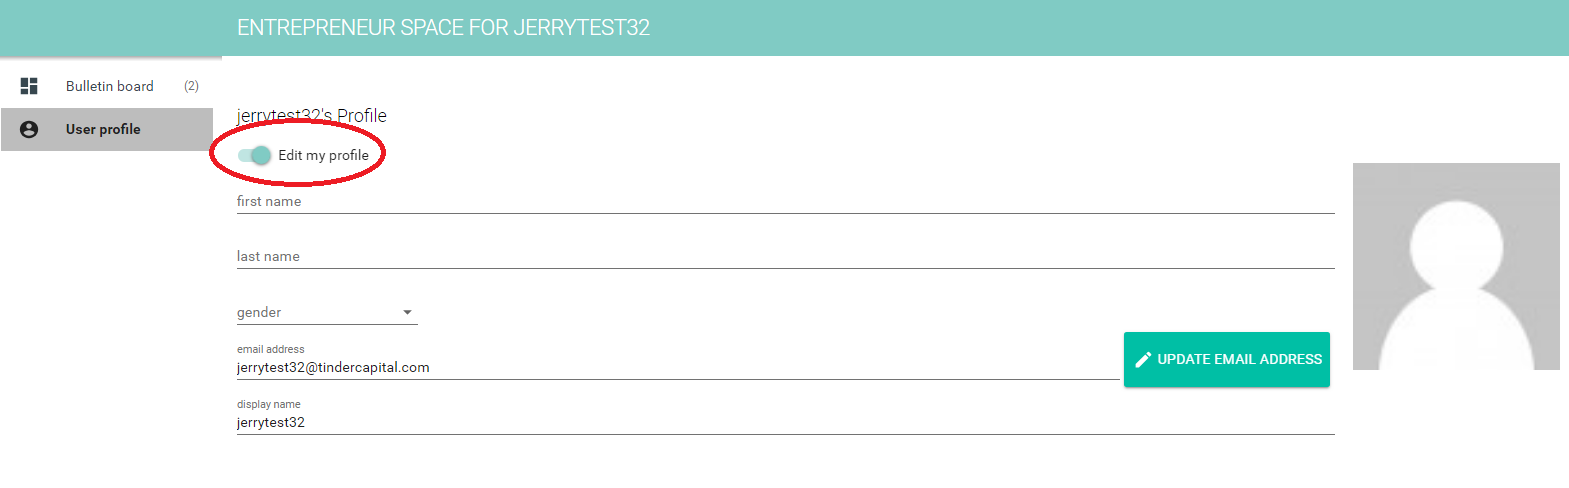 ENTREPRENEUR SPACE FOR JERRYTEST32
Bulletin board (2)
User profile
jerrytest32's Profile
Edit my profile
first name
last name
gender
email address
jerrytest32@tindercapital.com
UPDATE EMAIL ADDRESS
display name
jerrytest32